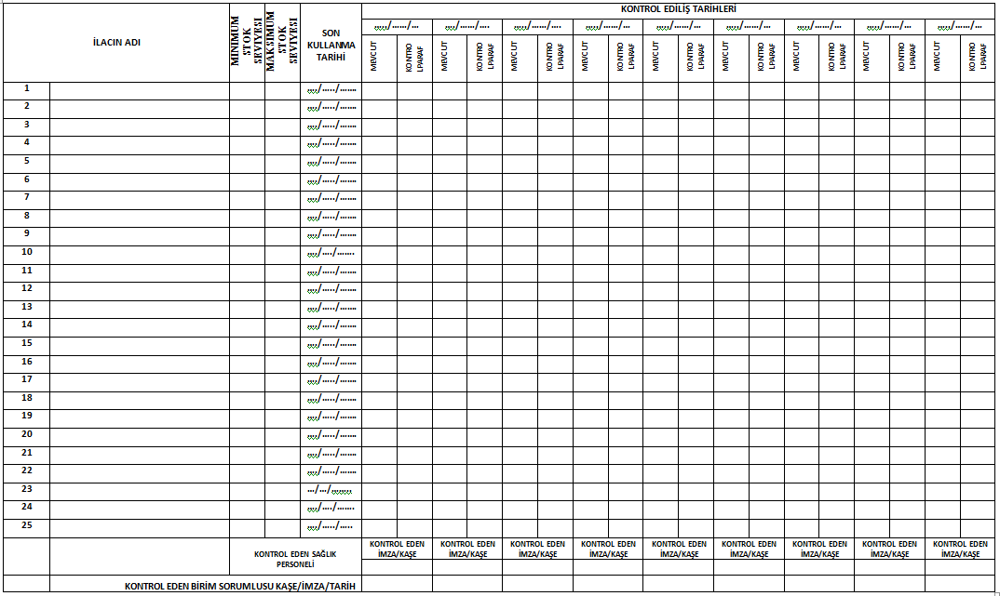 KONTROL EDİLİŞ TARİHLERİ
İLACIN ADI
MINIMUM STOK SEVİYESI
MAKSIMUM STOK SEVİYESI
SON KULLANMA TARİHİ
,,,,/……/… ,,,,/……/…. ,,,,/……/…. ,,,,/……/… ,,,,/……/… ,,,,/……/… ,,,,/……/… ,,,,/……/… ,,,,/……/…
MEVCUT KONTRO LPARAF MEVCUT KONTRO LPARAF MEVCUT KONTRO LPARAF MEVCUT KONTRO LPARAF MEVCUT KONTRO LPARAF MEVCUT KONTRO LPARAF MEVCUT KONTRO LPARAF MEVCUT KONTRO LPARAF MEVCUT KONTRO LPARAF
1 ,,,,/…../…….
2 ,,,,/…../…….
3 ,,,,/…../…….
4 ,,,,/…../…….
5 ,,,,/…../…….
6 ,,,,/…../…….
7 ,,,,/…../…….
8 ,,,,/…../…….
9 ,,,,/…../…….
10 ,,,,/…./…….
11 ,,,,/…../…….
12 ,,,,/…../…….
13 ,,,,/…../…….
14 ,,,,/…../…….
15 ,,,,/…../…….
16 ,,,,/…../…….
17 ,,,,/…../…….
18 ,,,,/…../…….
19 ,,,,/…../…….
20 ,,,,/…../…….
21 ,,,,/…../…….
22 ,,,,/…../…….
23 …/…/,,,,,,,,
24 ,,,,/…./…….
25 ,,,,/…../…..
KONTROL EDEN SAĞLIK
PERSONELİ
KONTROL EDEN KONTROL EDEN KONTROL EDEN KONTROL EDEN KONTROL EDEN KONTROL EDEN KONTROL EDEN KONTROL EDEN KONTROL EDEN
İMZA/KAŞE İMZA/KAŞE İMZA/KAŞE İMZA/KAŞE İMZA/KAŞE İMZA/KAŞE İMZA/KAŞE İMZA/KAŞE İMZA/KAŞE
KONTROL EDEN BİRİM SORUMLUSU KAŞE/İMZA/TARİH